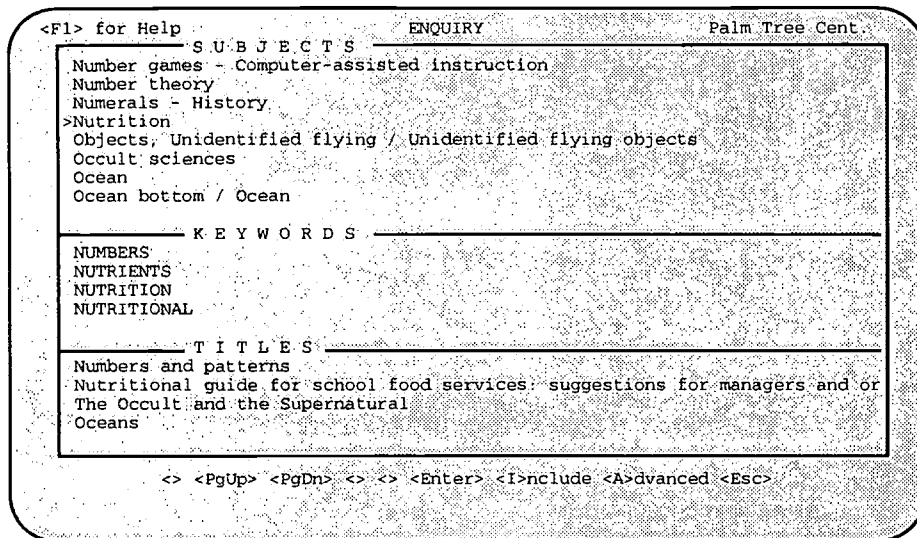 <F1> for Help ENQUIRY Palm Tree Cent.
S U B J E C T S
Number games - Computer-assisted instruction
Number theory
Numerals - History
>Nutrition
Objects, Unidentified flying / Unidentified flying objects
Occult sciences
Ocean
Ocean bottom / Ocean
K E Y W O R D S
NUMBERS
NUTRIENTS
NUTRITION
NUTRITIONAL
T I T L E S
Numbers and patterns
Nutritional guide for school food services: suggestions for managers and or
The Occult and the Supernatural
Oceans
<> <PgUp> <PgDn> <> <> <Enter> <I>nclude <A>dvanced <Esc>